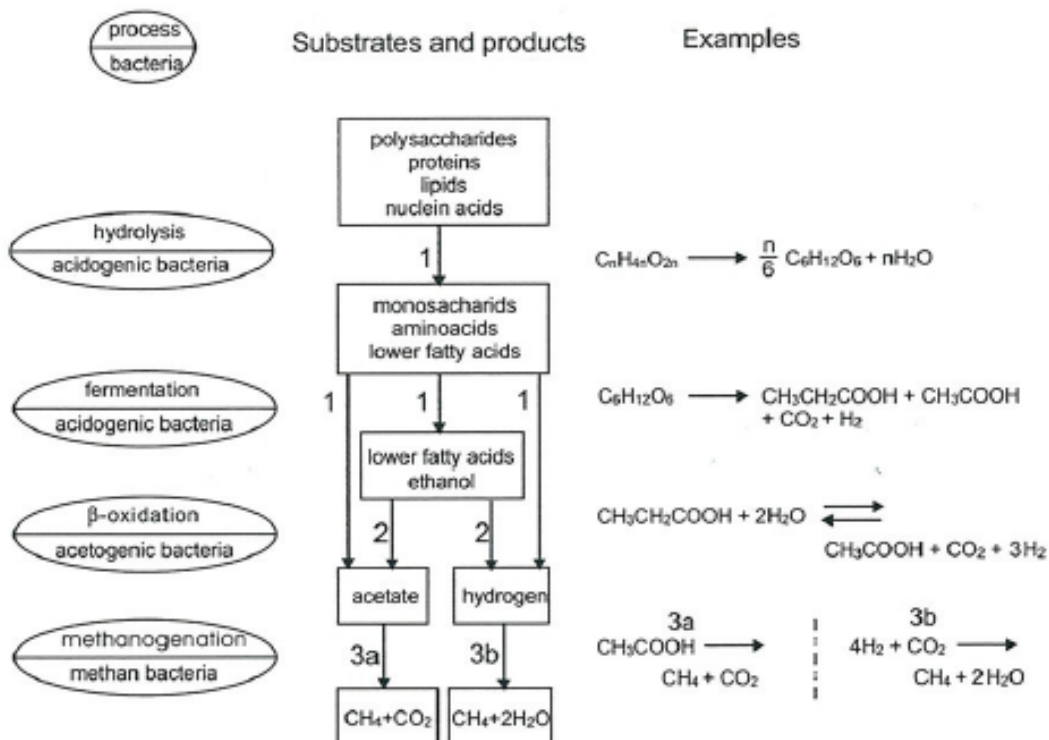 process
bacteria
Substrates and products
Examples
polysaccharides
proteins
lipids
nuclein acids
hydrolysis
acidogenic bacteria
1
CnH4nO2n → n/6 C6H12O6 + nH2O
monosacharids
aminoacids
lower fatty acids
fermentation
acidogenic bacteria
1
1
1
C6H12O6 → CH3CH2COOH + CH3COOH
+ CO2 + H2
lower fatty acids
ethanol
β-oxidation
acetogenic bacteria
2
2
CH3CH2COOH + 2H2O ⇄
CH3COOH + CO2 + 3H2
acetate
hydrogen
methanogenation
methan bacteria
3a
3b
3a
CH3COOH →
CH4 + CO2
3b
4H2 + CO2 →
CH4 + 2H2O
CH4+CO2
CH4+2H2O